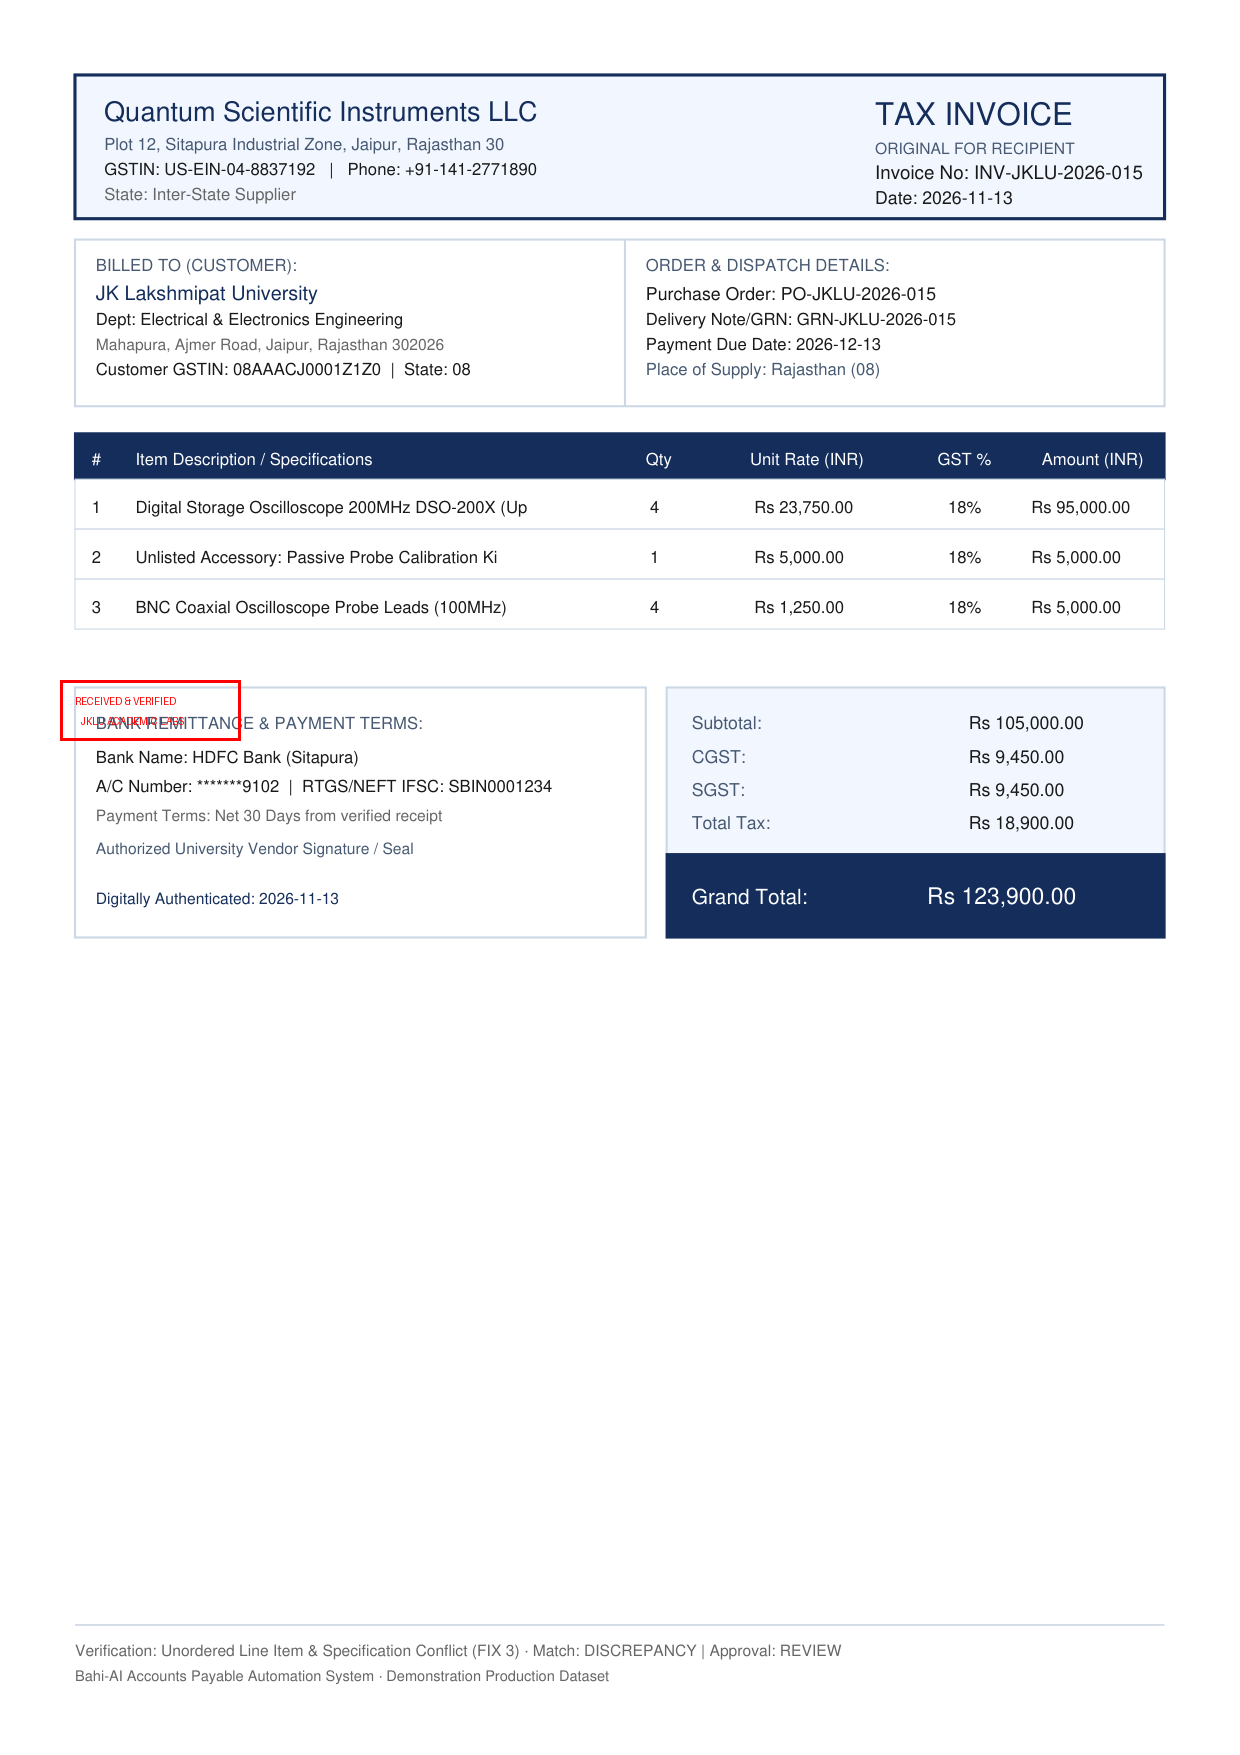 Quantum Scientific Instruments LLC
Plot 12, Sitapura Industrial Zone, Jaipur, Rajasthan 30
GSTIN: US-EIN-04-8837192 | Phone: +91-141-2771890
State: Inter-State Supplier
TAX INVOICE
ORIGINAL FOR RECIPIENT
Invoice No: INV-JKLU-2026-015
Date: 2026-11-13
BILLED TO (CUSTOMER):
JK Lakshmipat University
Dept: Electrical & Electronics Engineering
Mahapura, Ajmer Road, Jaipur, Rajasthan 302026
Customer GSTIN: 08AAACJ0001Z1Z0 | State: 08
ORDER & DISPATCH DETAILS:
Purchase Order: PO-JKLU-2026-015
Delivery Note/GRN: GRN-JKLU-2026-015
Payment Due Date: 2026-12-13
Place of Supply: Rajasthan (08)
# Item Description / Specifications Qty Unit Rate (INR) GST % Amount (INR)
1 Digital Storage Oscilloscope 200MHz DSO-200X (Up 4 Rs 23,750.00 18% Rs 95,000.00
2 Unlisted Accessory: Passive Probe Calibration Ki 1 Rs 5,000.00 18% Rs 5,000.00
3 BNC Coaxial Oscilloscope Probe Leads (100MHz) 4 Rs 1,250.00 18% Rs 5,000.00
RECEIVED & VERIFIED
JKLU ACADEMIC LABS
BANK REMITTANCE & PAYMENT TERMS:
Bank Name: HDFC Bank (Sitapura)
A/C Number: *******9102 | RTGS/NEFT IFSC: SBIN0001234
Payment Terms: Net 30 Days from verified receipt
Authorized University Vendor Signature / Seal
Digitally Authenticated: 2026-11-13
Subtotal: Rs 105,000.00
CGST: Rs 9,450.00
SGST: Rs 9,450.00
Total Tax: Rs 18,900.00
Grand Total: Rs 123,900.00
Verification: Unordered Line Item & Specification Conflict (FIX 3) · Match: DISCREPANCY | Approval: REVIEW
Bahi-AI Accounts Payable Automation System · Demonstration Production Dataset